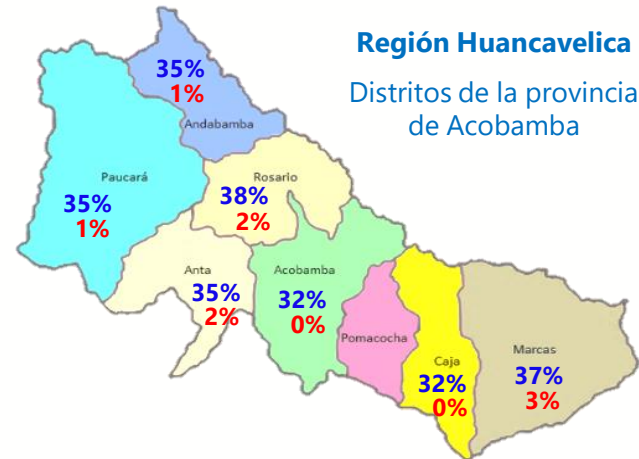 Región Huancavelica
Distritos de la provincia
de Acobamba
35%
1%
Andabamba
Paucará
35%
1%
Rosario
38%
2%
Anta
35%
2%
Acobamba
32%
0%
Pomacocha
Caja
32%
0%
Marcas
37%
3%